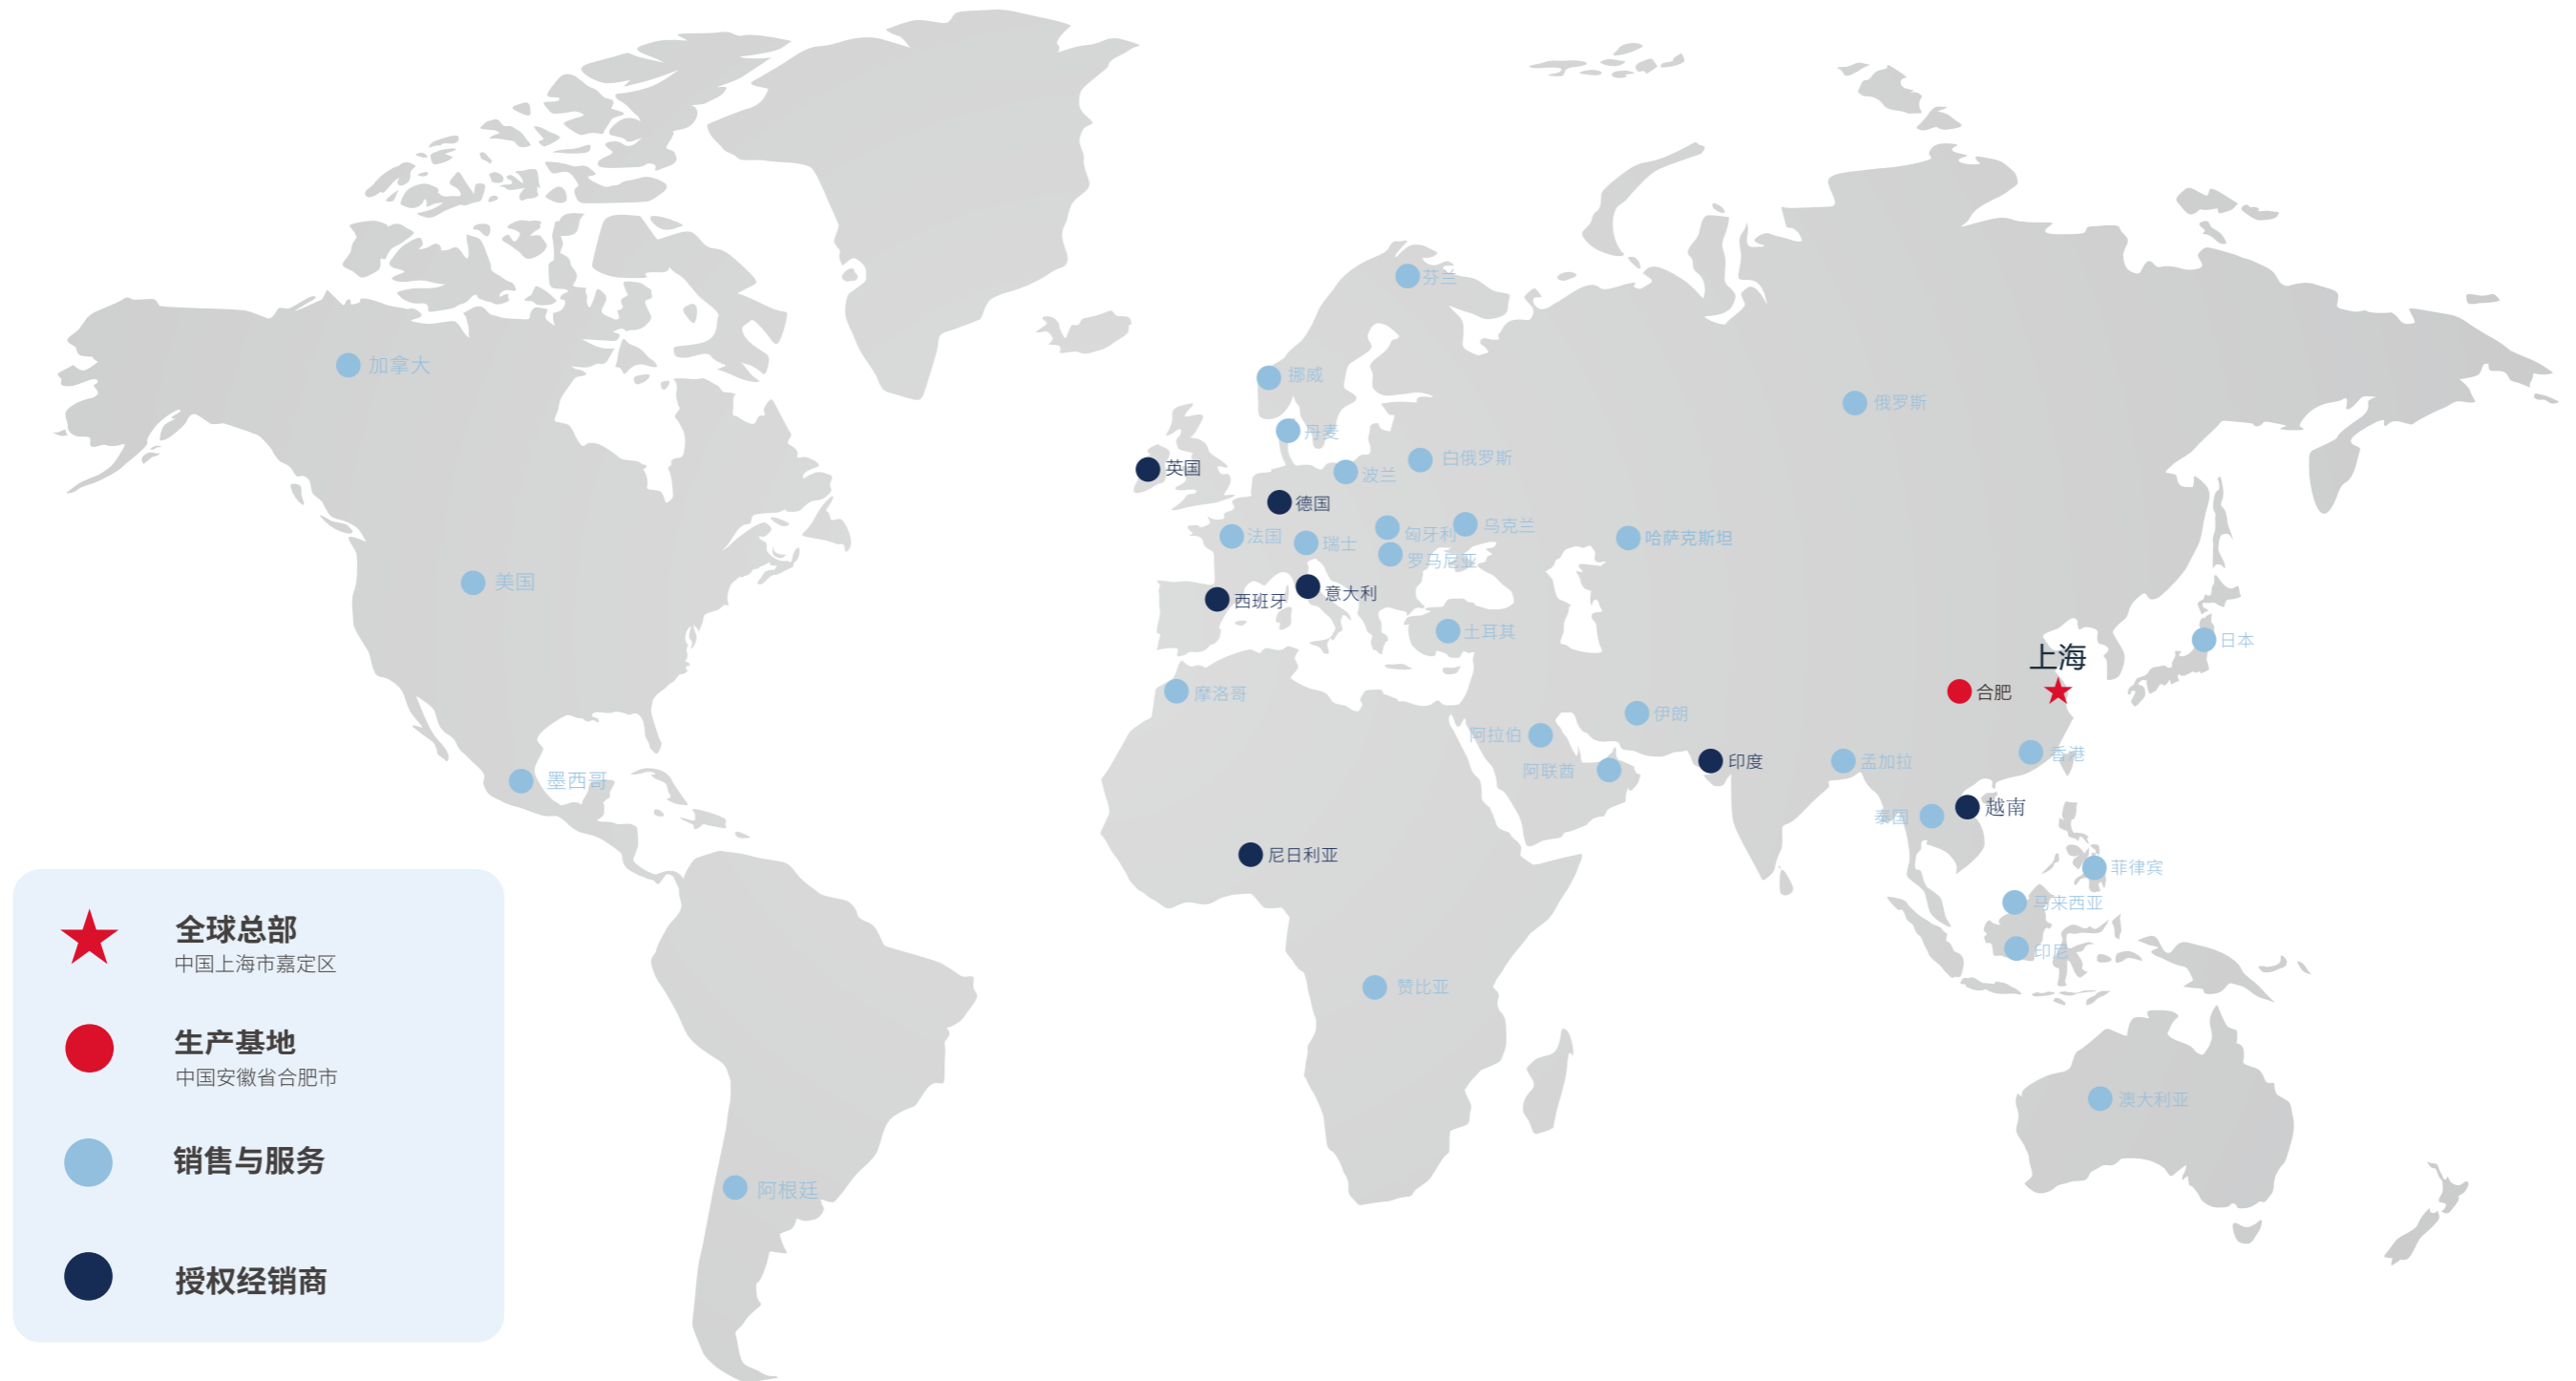 芬兰
加拿大
挪威
俄罗斯
丹麦
白俄罗斯
英国
波兰
德国
乌克兰
匈牙利
法国
瑞士
哈萨克斯坦
罗马尼亚
美国
意大利
西班牙
土耳其
日本
上海
摩洛哥
合肥
伊朗
阿拉伯
香港
印度
孟加拉
阿联酋
墨西哥
越南
泰国
尼日利亚
菲律宾
马来西亚
印尼
赞比亚
澳大利亚
阿根廷
全球总部
中国上海市嘉定区
生产基地
中国安徽省合肥市
销售与服务
授权经销商